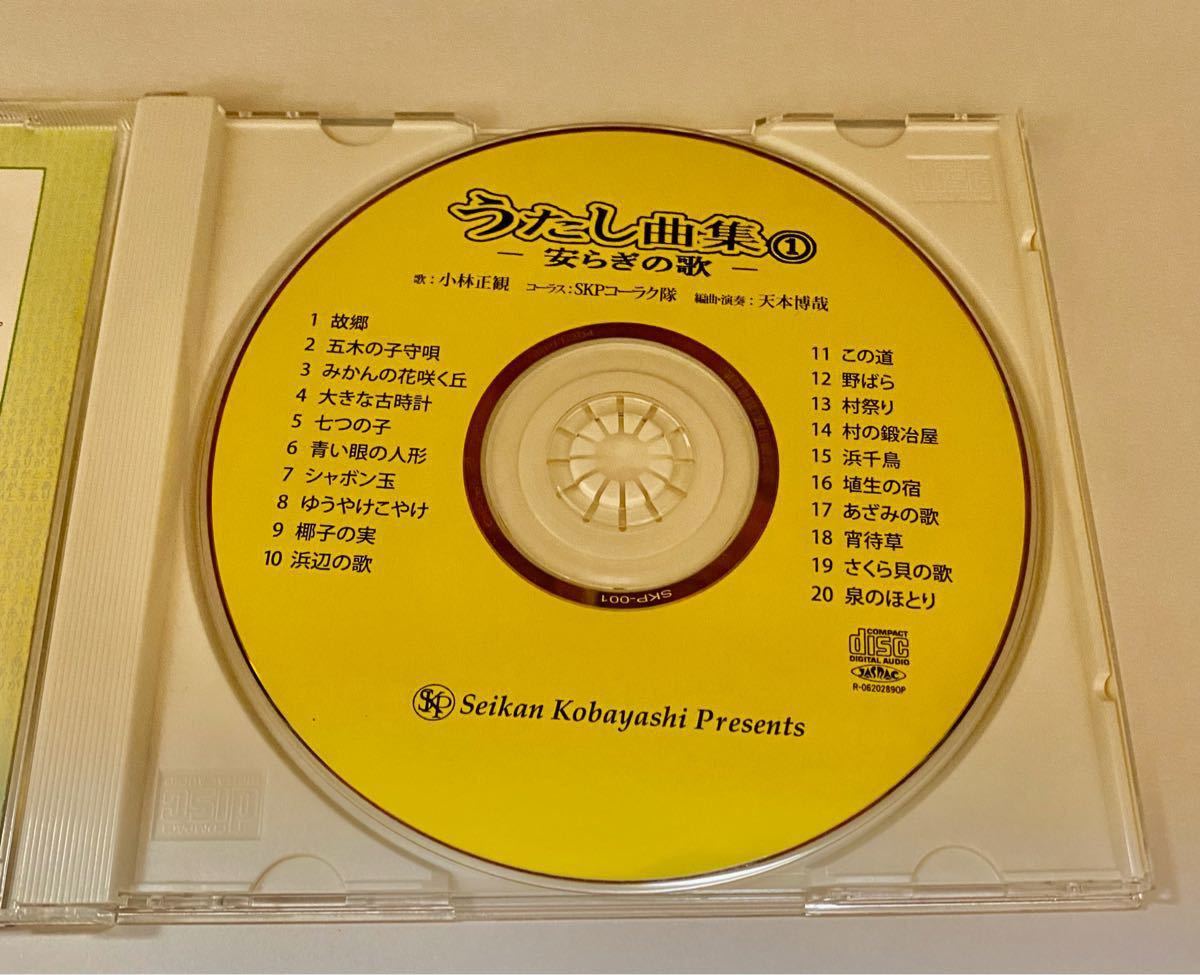 うたし曲集①
― 安らぎの歌 ―
歌：小林正観 コーラス：SKPコーラク隊 編曲・演奏：天本博哉
1 故郷
2 五木の子守唄
3 みかんの花咲く丘
4 大きな古時計
5 七つの子
6 青い眼の人形
7 シャボン玉
8 ゆうやけこやけ
9 椰子の実
10 浜辺の歌
11 この道
12 野ばら
13 村祭り
14 村の鍛冶屋
15 浜千鳥
16 埴生の宿
17 あざみの歌
18 宵待草
19 さくら貝の歌
20 泉のほとり
SKP-001
COMPACT
disc
DIGITAL AUDIO
JASRAC
R-0620289OP
SKP Seikan Kobayashi Presents